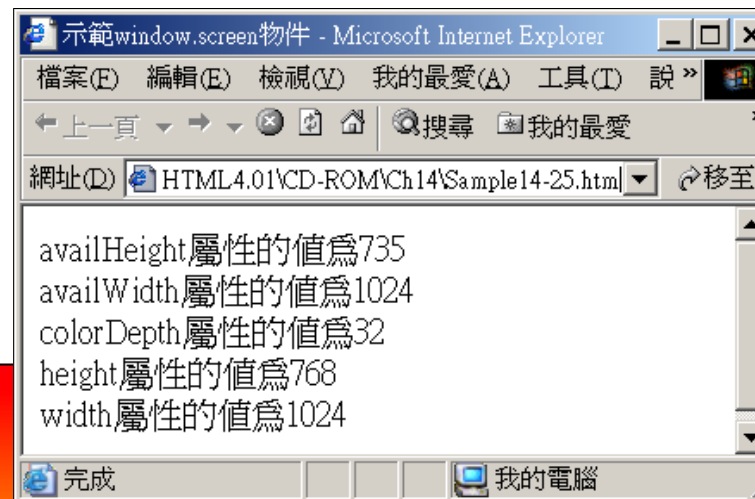 示範window.screen物件 - Microsoft Internet Explorer
檔案(F) 編輯(E) 檢視(V) 我的最愛(A) 工具(T) 說 »
上一頁 搜尋 我的最愛
網址(D) HTML4.01\CD-ROM\Ch14\Sample14-25.html 移至
availHeight屬性的值為735
availWidth屬性的值為1024
colorDepth屬性的值為32
height屬性的值為768
width屬性的值為1024
完成 我的電腦